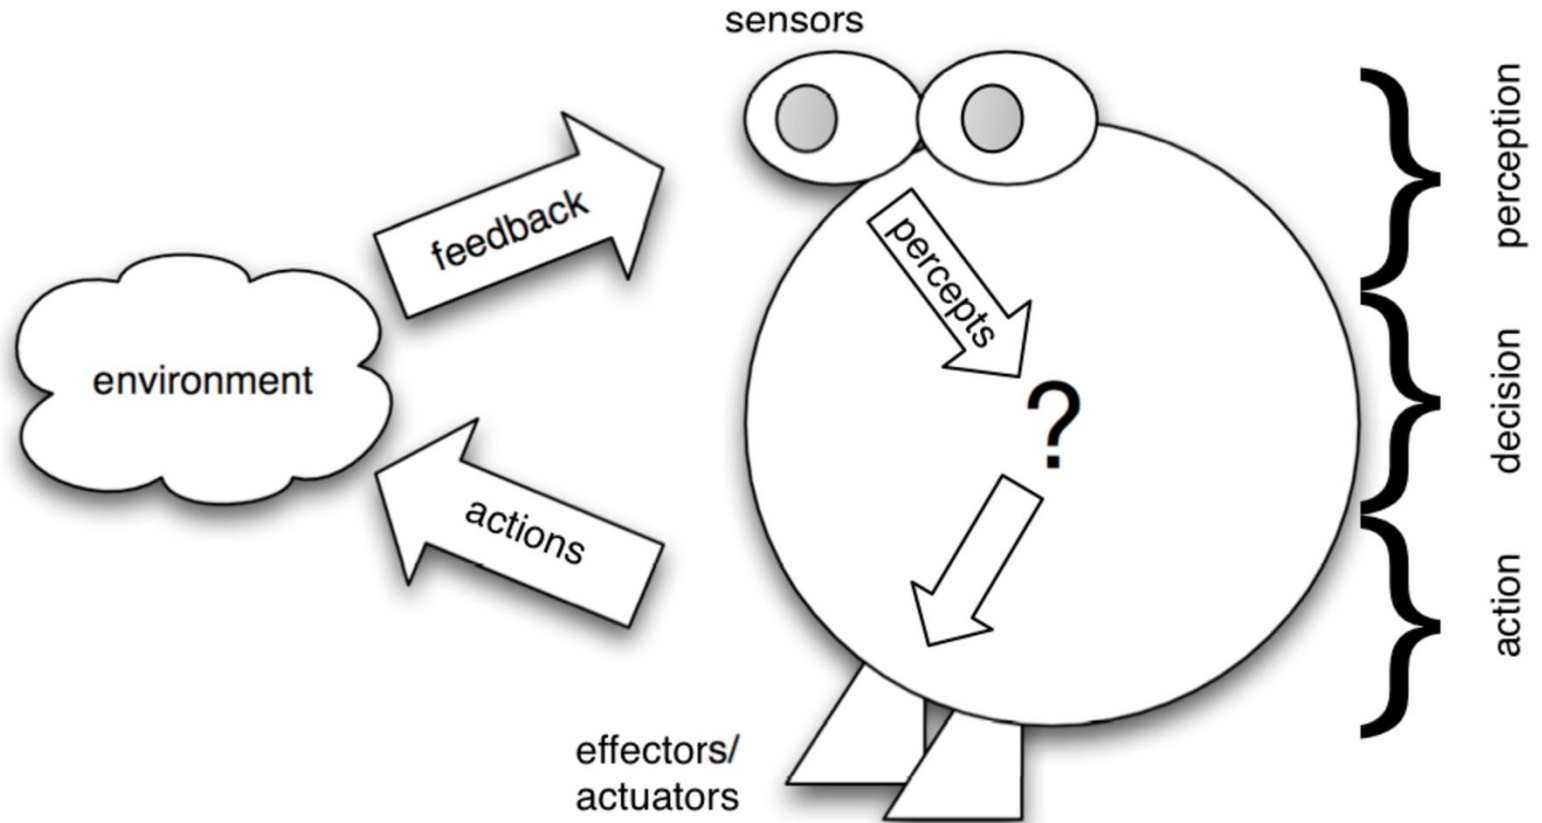 sensors
feedback
percepts
environment
?
actions
effectors/
actuators
perception
decision
action